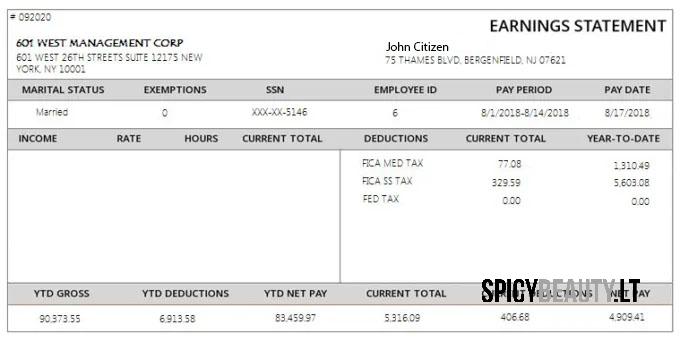 # 092020
EARNINGS STATEMENT
601 WEST MANAGEMENT CORP
601 WEST 26TH STREETS SUITE 12175 NEW
YORK, NY 10001
John Citizen
75 THAMES BLVD, BERGENFIELD, NJ 07621
MARITAL STATUS EXEMPTIONS SSN EMPLOYEE ID PAY PERIOD PAY DATE
Married 0 XXX-XX-5146 6 8/1/2018-8/14/2018 8/17/2018
INCOME RATE HOURS CURRENT TOTAL DEDUCTIONS CURRENT TOTAL YEAR-TO-DATE
FICA MED TAX 77.08 1,310.49
FICA SS TAX 329.59 5,603.08
FED TAX 0.00 0.00
SPICYBEAUTY.LT
YTD GROSS YTD DEDUCTIONS YTD NET PAY CURRENT TOTAL DEDUCTIONS NET PAY
90,373.55 6,913.58 83,459.97 5,316.09 406.68 4,909.41